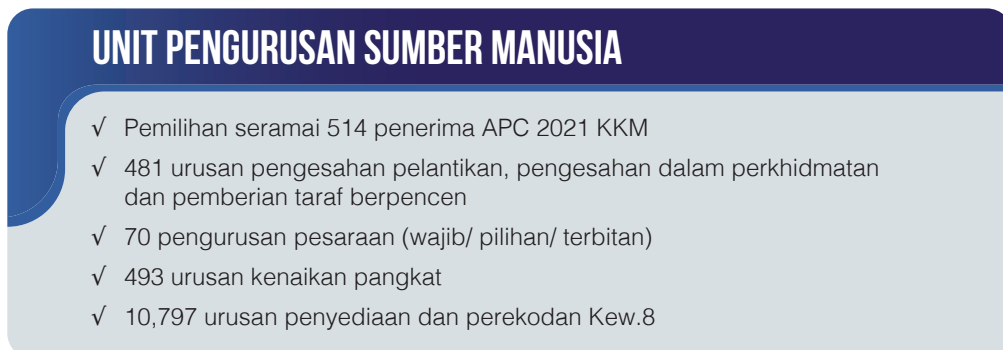 UNIT PENGURUSAN SUMBER MANUSIA
√ Pemilihan seramai 514 penerima APC 2021 KKM
√ 481 urusan pengesahan pelantikan, pengesahan dalam perkhidmatan
dan pemberian taraf berpencen
√ 70 pengurusan pesaraan (wajib/ pilihan/ terbitan)
√ 493 urusan kenaikan pangkat
√ 10,797 urusan penyediaan dan perekodan Kew.8